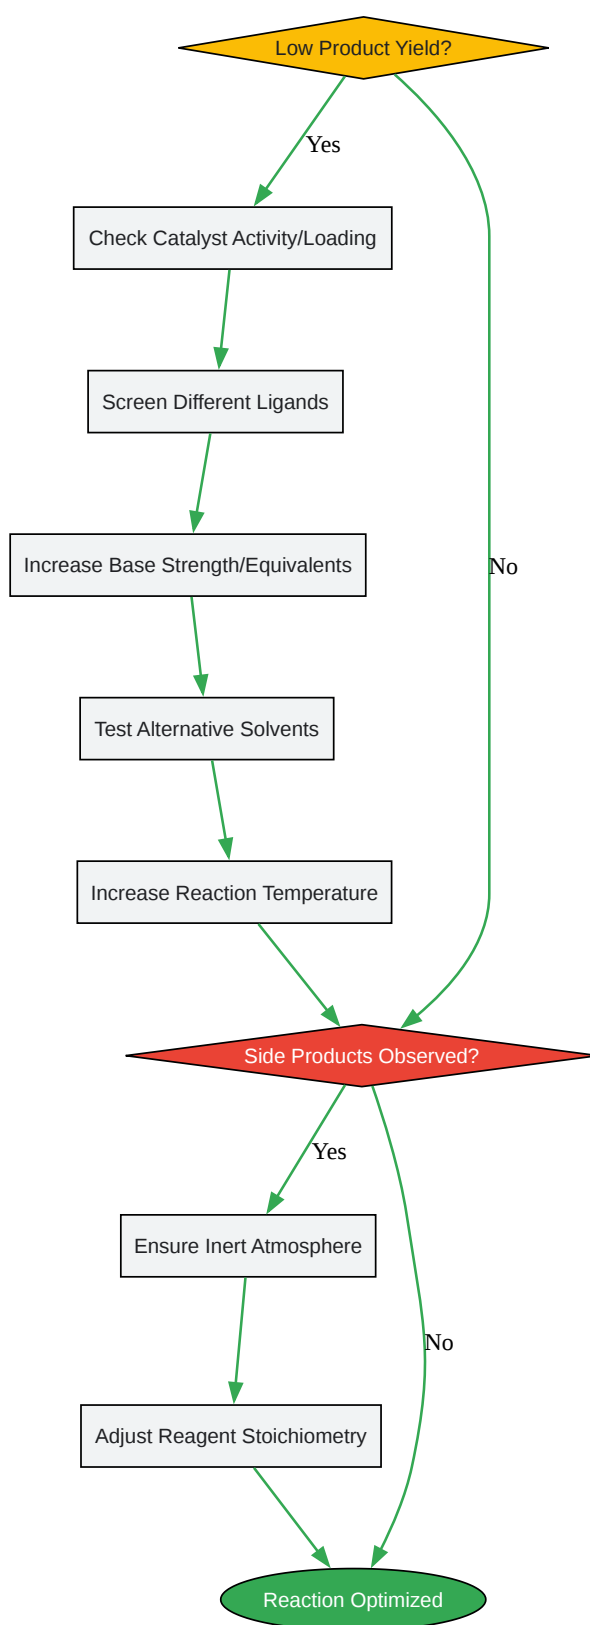 Low Product Yield?
Yes
Check Catalyst Activity/Loading
Screen Different Ligands
Increase Base Strength/Equivalents
No
Test Alternative Solvents
Increase Reaction Temperature
Side Products Observed?
Yes
Ensure Inert Atmosphere
No
Adjust Reagent Stoichiometry
Reaction Optimized